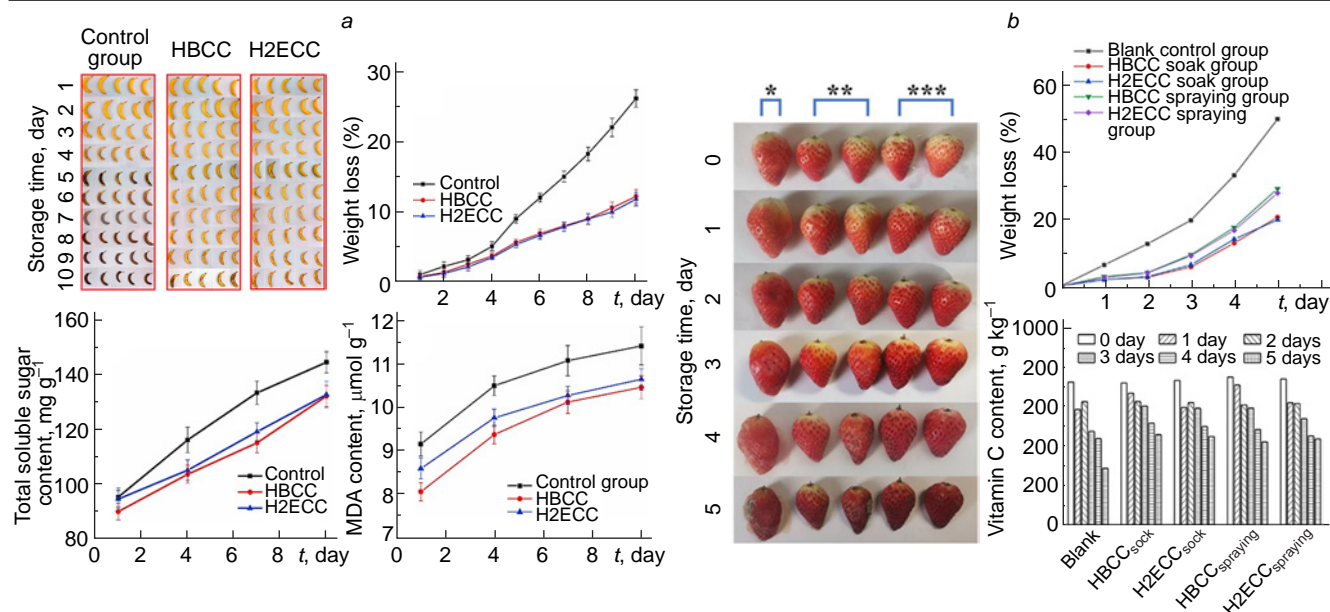 a
Control
group
HBCC
H2ECC
Storage time, day
1
2
3
4
5
6
7
8
9
10
Weight loss (%)
30
20
10
0
Control
HBCC
H2ECC
0
2
4
6
8
t, day
Total soluble sugar
content, mg g−1
160
140
120
100
80
Control
HBCC
H2ECC
0
2
4
6
8
t, day
MDA content, μmol g−1
12
11
10
9
8
7
Control group
HBCC
H2ECC
0
2
4
6
8
t, day
b
*
**
***
Storage time, day
0
1
2
3
4
5
Blank control group
HBCC soak group
H2ECC soak group
HBCC spraying group
H2ECC spraying
group
Weight loss (%)
60
40
20
0
1
2
3
4
5
t, day
Vitamin C content, g kg−1
1000
200
200
200
200
0
0 day
1 day
2 days
3 days
4 days
5 days
Blank
HBCCsock
H2ECCsock
HBCCspraying
H2ECCspraying